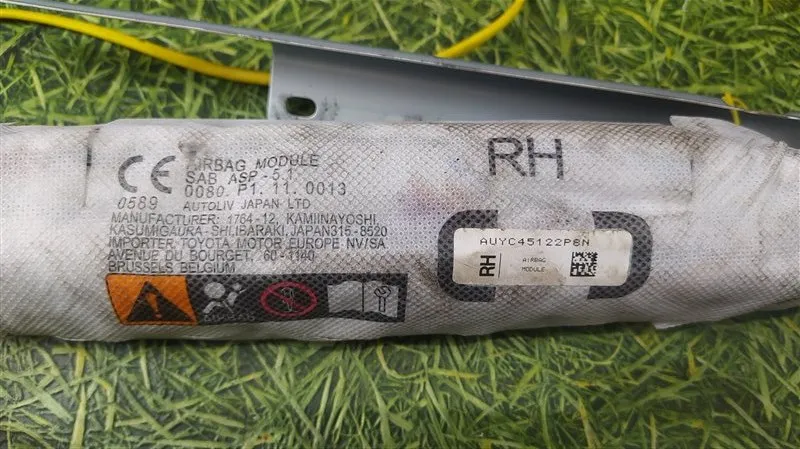 CE
0589
AIRBAG MODULE
SAB ASP - 5.1
0080. P1. 11. 0013
AUTOLIV JAPAN LTD
MANUFACTURER: 1764-12, KAMIINAYOSHI,
KASUMIGAURA-SHI,IBARAKI, JAPAN315-8520
IMPORTER: TOYOTA MOTOR EUROPE NV/SA
AVENUE DU BOURGET, 60-1140
BRUSSELS BELGIUM
RH
AUYC45122P8N
RH
AIRBAG
MODULE